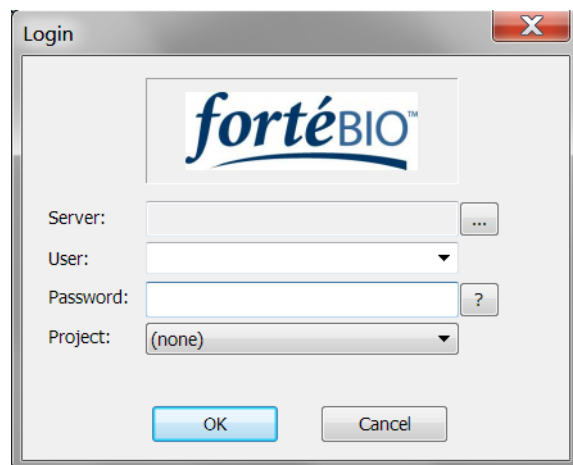 Login
fortéBIO™
Server:
...
User:
Password:
?
Project:
(none)
OK
Cancel